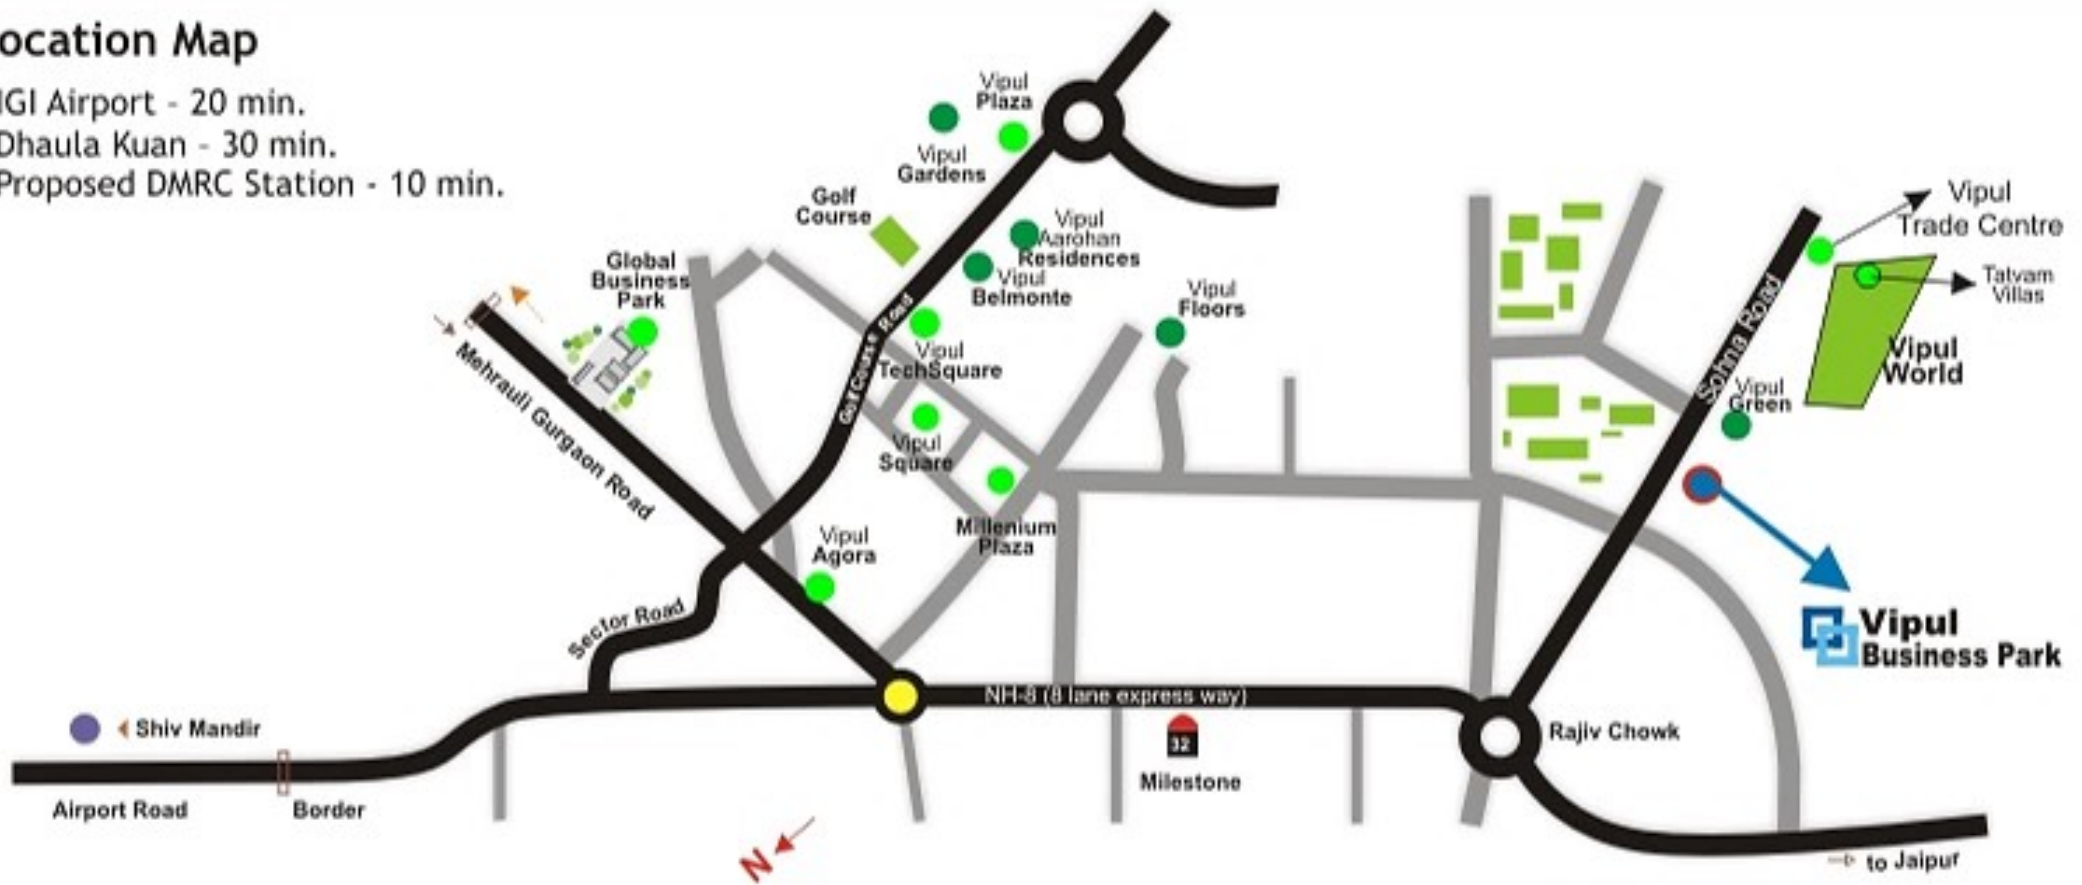 ocation Map
IGI Airport - 20 min.
Dhaula Kuan - 30 min.
Proposed DMRC Station - 10 min.
Vipul
Plaza
Vipul
Gardens
Golf
Course
Vipul
Aarohan
Residences
Vipul
Belmonte
Global
Business
Park
Vipul
Floors
Vipul
Trade Centre
Tatvam
Villas
Vipul
World
Vipul
Green
Sohna Road
Golf Course Road
Vipul
TechSquare
Mehrauli Gurgaon Road
Vipul
Square
Millenium
Plaza
Vipul
Agora
Sector Road
Vipul
Business Park
NH-8 (8 lane express way)
Shiv Mandir
32
Milestone
Rajiv Chowk
Airport Road
Border
N
to Jaipur